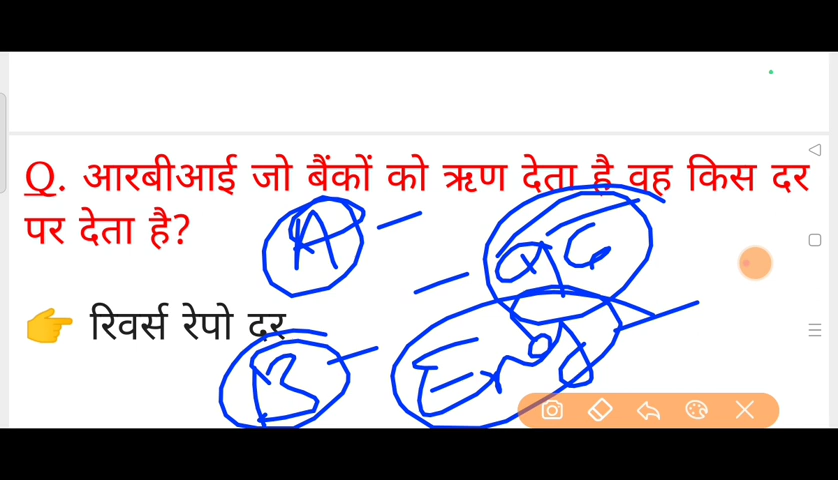 Q. आरबीआई जो बैंकों को ऋण देता है वह किस दर
पर देता है?
A
👉 रिवर्स रेपो दर
B